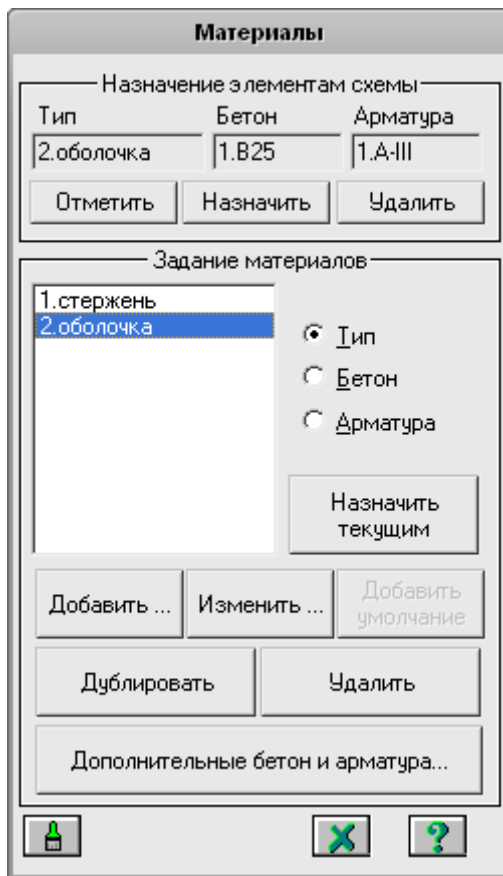 Материалы
Назначение элементам схемы
Тип Бетон Арматура
2.оболочка 1.B25 1.A-III
Отметить Назначить Удалить
Задание материалов
1.стержень
2.оболочка
Тип
Бетон
Арматура
Назначить
текущим
Добавить ... Изменить ... Добавить
умолчание
Дублировать Удалить
Дополнительные бетон и арматура...
?